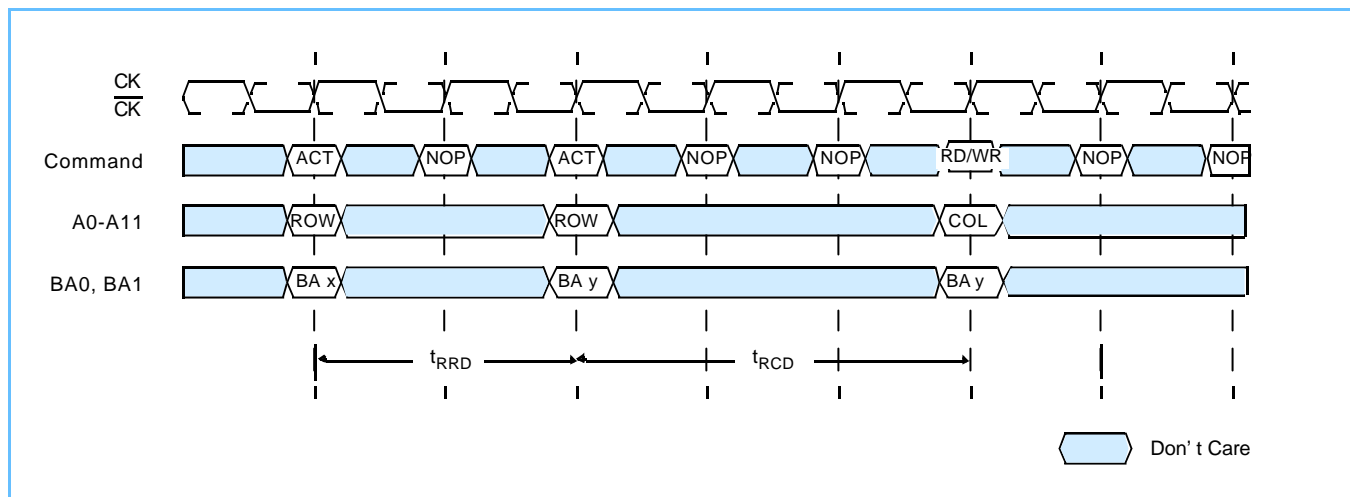 CK
CK
Command ACT NOP ACT NOP NOP RD/WR NOP NOP
A0-A11 ROW ROW COL
BA0, BA1 BA x BA y BA y
tRRD tRCD
Don' t Care